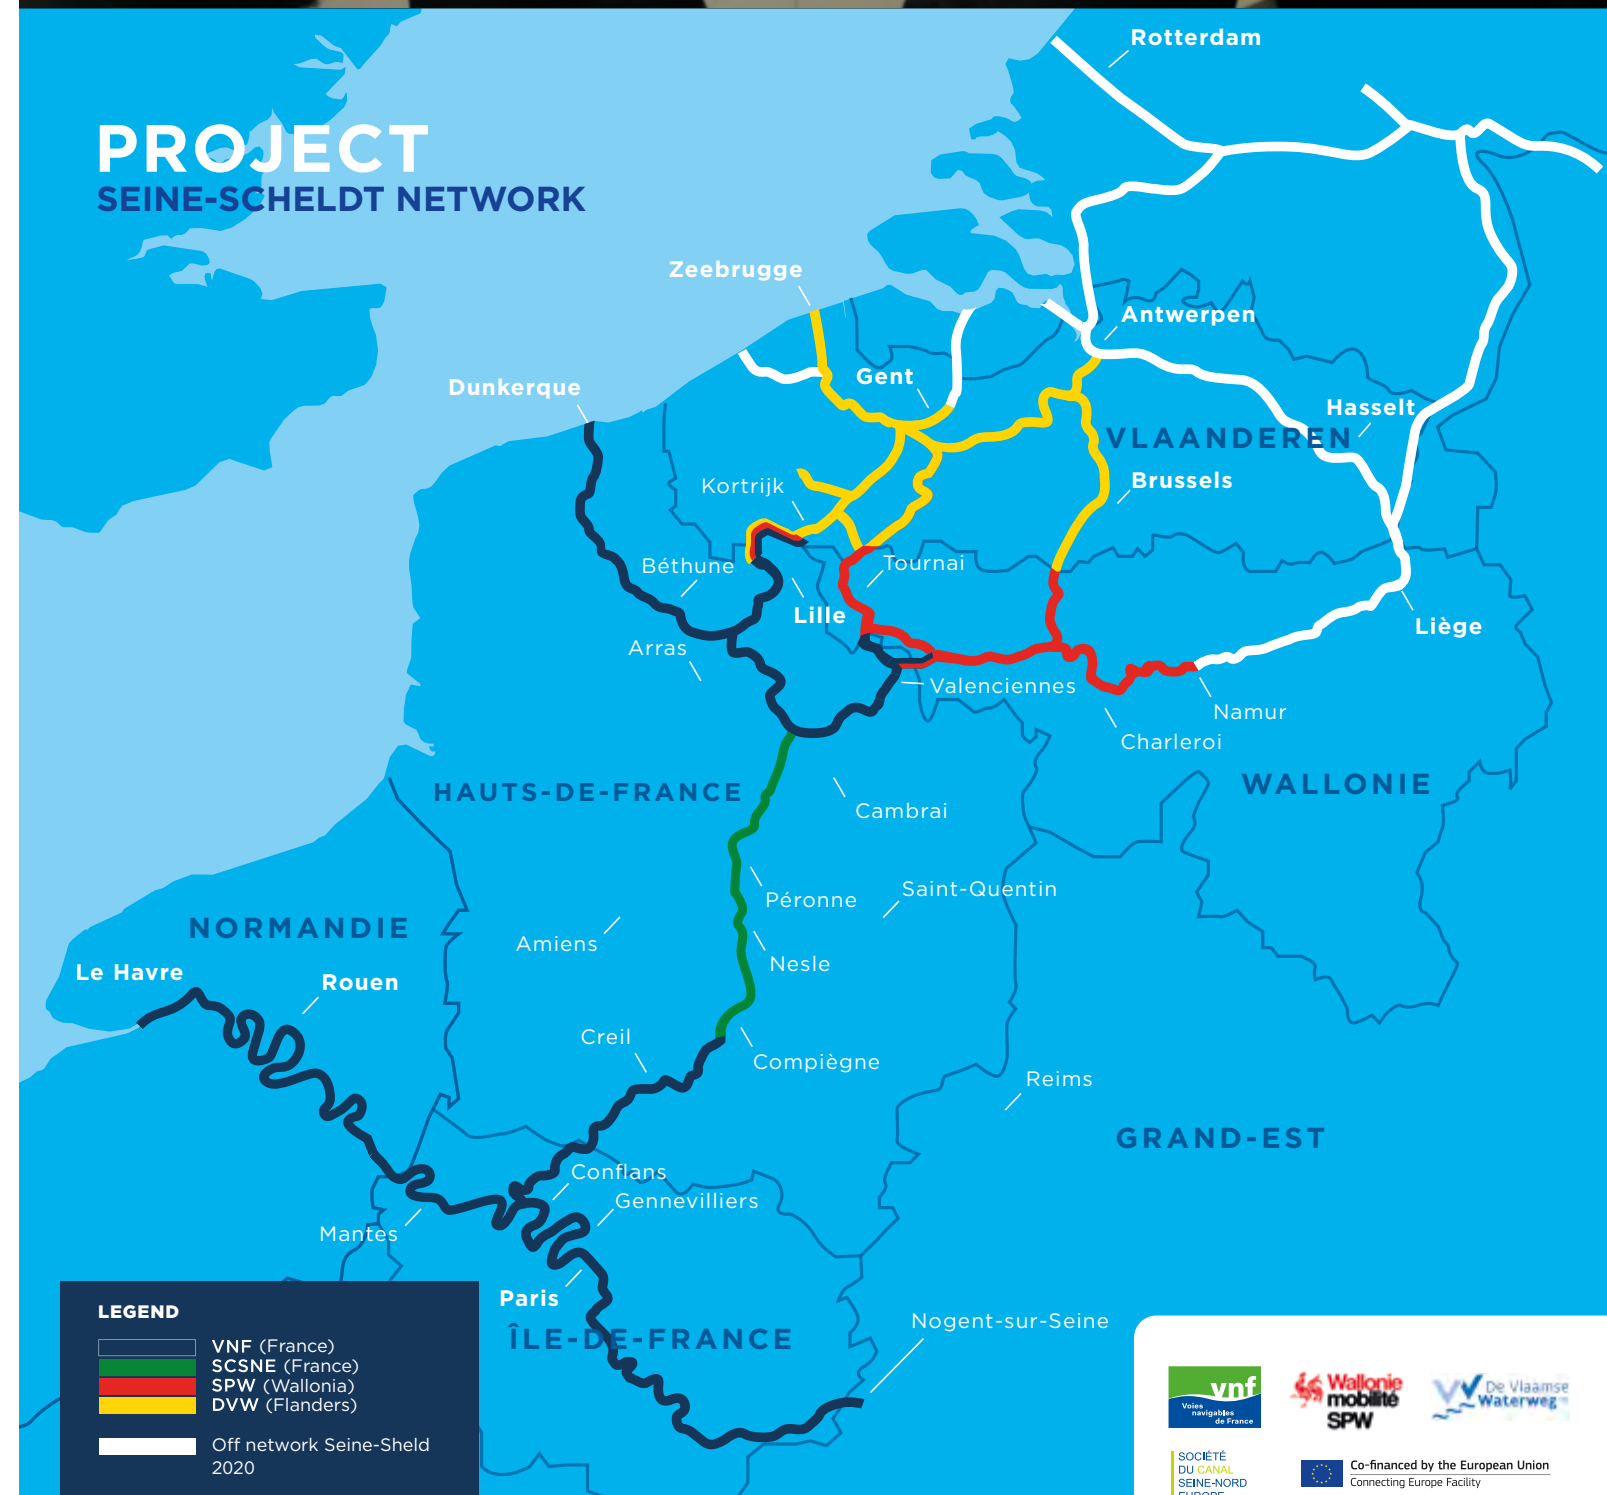 PROJECT
SEINE-SCHELDT NETWORK
Rotterdam
Zeebrugge
Antwerpen
Dunkerque
Gent
Hasselt
VLAANDEREN
Kortrijk
Brussels
Béthune
Tournai
Lille
Liège
Arras
Valenciennes
Namur
Charleroi
HAUTS-DE-FRANCE
WALLONIE
Cambrai
Péronne
Saint-Quentin
NORMANDIE
Amiens
Nesle
Le Havre
Rouen
Creil
Compiègne
Reims
GRAND-EST
Conflans
Gennevilliers
Mantes
Paris
Nogent-sur-Seine
ÎLE-DE-FRANCE
LEGEND
VNF (France)
SCSNE (France)
SPW (Wallonia)
DVW (Flanders)
Off network Seine-Sheld
2020
vnf
Voies
navigables
de France
Wallonie
mobilité
SPW
De Vlaamse
Waterweg
SOCIÉTÉ
DU CANAL
SEINE-NORD
EUROPE
Co-financed by the European Union
Connecting Europe Facility